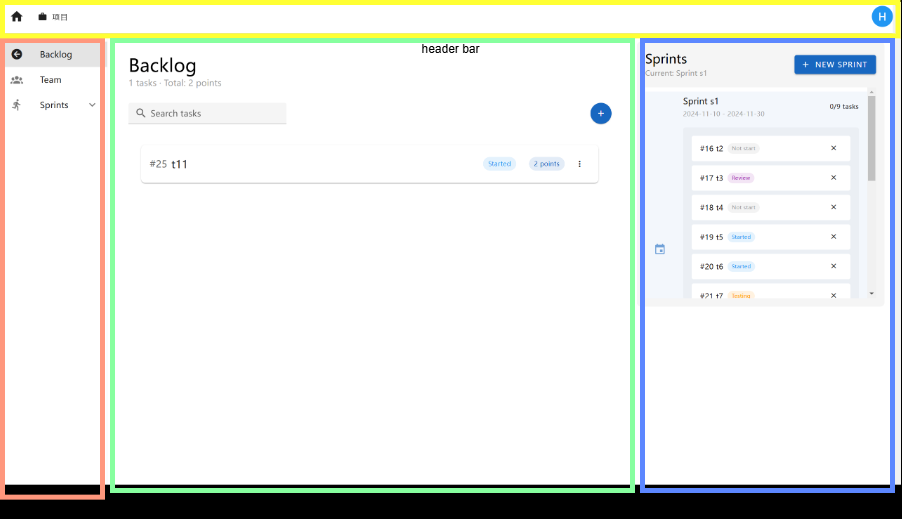 項目
H
header bar
Backlog
Team
Sprints
Backlog
1 tasks · Total: 2 points
Search tasks
+
#25 t11
Started
2 points
Sprints
Current: Sprint s1
+ NEW SPRINT
Sprint s1
2024-11-10 - 2024-11-30
0/9 tasks
#16 t2 Not start
#17 t3 Review
#18 t4 Not start
#19 t5 Started
#20 t6 Started
#21 t7 Testing